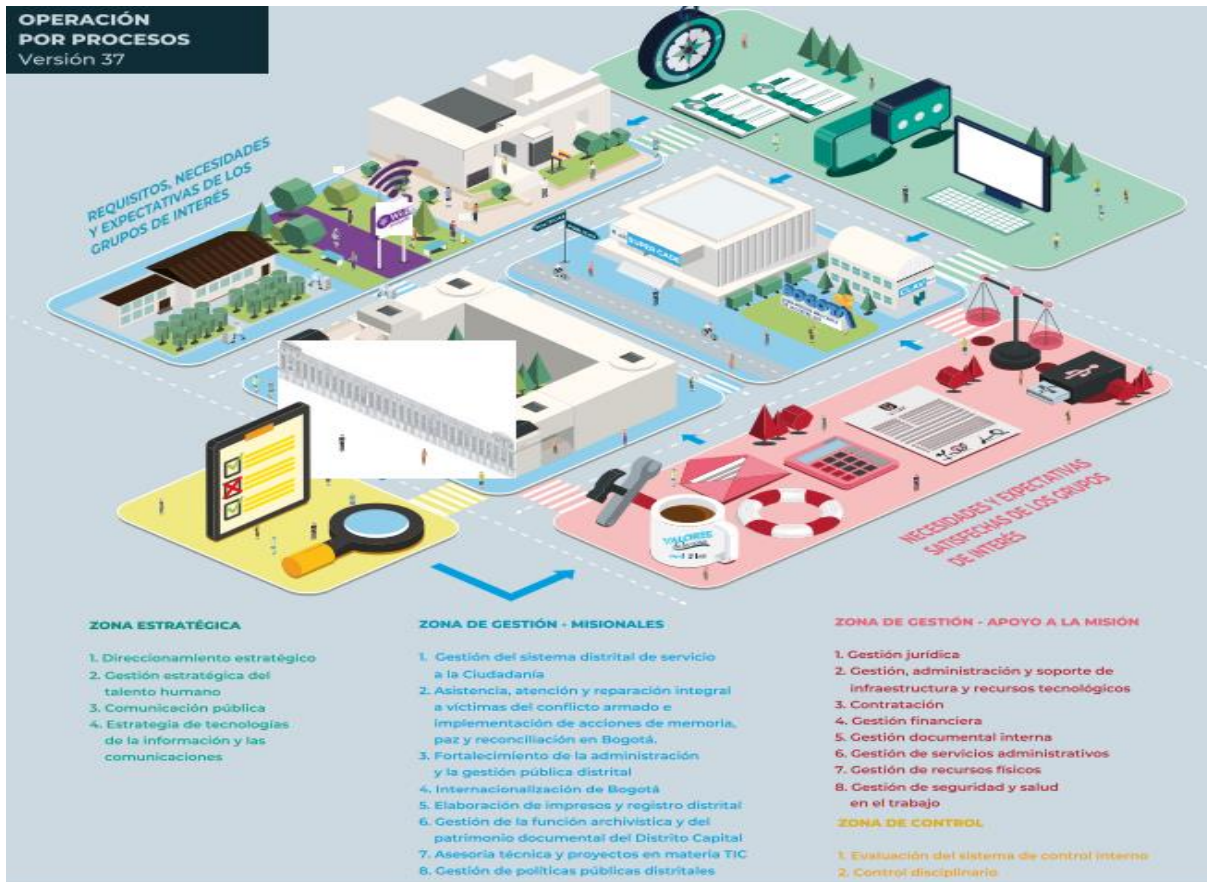 OPERACIÓN
POR PROCESOS
Versión 37
REQUISITOS, NECESIDADES
Y EXPECTATIVAS DE LOS
GRUPOS DE INTERÉS
SUPER CADE
CLAV
BOGOTÁ
NECESIDADES Y EXPECTATIVAS
SATISFECHAS DE LOS GRUPOS
DE INTERÉS
ZONA ESTRATÉGICA
1. Direccionamiento estratégico
2. Gestión estratégica del
talento humano
3. Comunicación pública
4. Estrategia de tecnologías
de la información y las
comunicaciones
ZONA DE GESTIÓN - MISIONALES
1. Gestión del sistema distrital de servicio
a la Ciudadanía
2. Asistencia, atención y reparación integral
a víctimas del conflicto armado e
implementación de acciones de memoria,
paz y reconciliación en Bogotá.
3. Fortalecimiento de la administración
y la gestión pública distrital
4. Internacionalización de Bogotá
5. Elaboración de impresos y registro distrital
6. Gestión de la función archivística y del
patrimonio documental del Distrito Capital
7. Asesoría técnica y proyectos en materia TIC
8. Gestión de políticas públicas distritales
ZONA DE GESTIÓN - APOYO A LA MISIÓN
1. Gestión jurídica
2. Gestión, administración y soporte de
infraestructura y recursos tecnológicos
3. Contratación
4. Gestión financiera
5. Gestión documental interna
6. Gestión de servicios administrativos
7. Gestión de recursos físicos
8. Gestión de seguridad y salud
en el trabajo
ZONA DE CONTROL
1. Evaluación del sistema de control interno
2. Control disciplinario